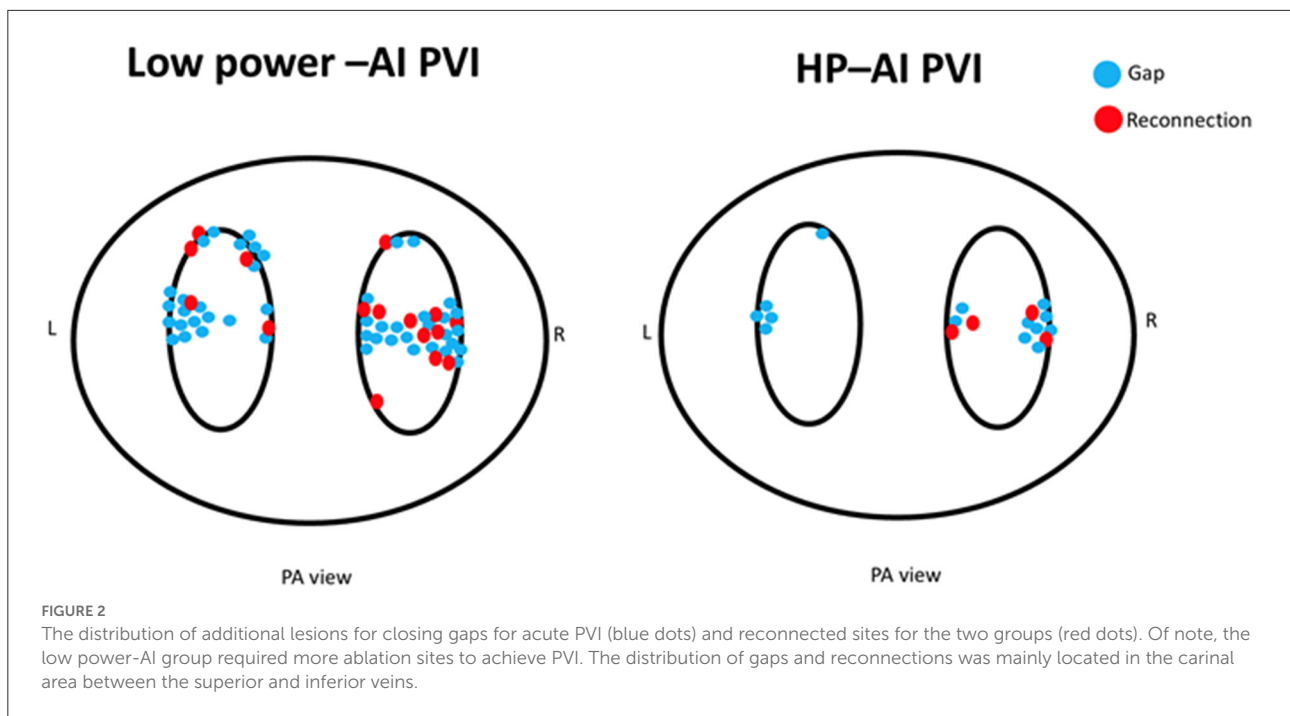 Low power –AI PVI
HP–AI PVI
Gap
Reconnection
L
R
L
R
PA view
PA view
FIGURE 2
The distribution of additional lesions for closing gaps for acute PVI (blue dots) and reconnected sites for the two groups (red dots). Of note, the
low power-AI group required more ablation sites to achieve PVI. The distribution of gaps and reconnections was mainly located in the carinal
area between the superior and inferior veins.